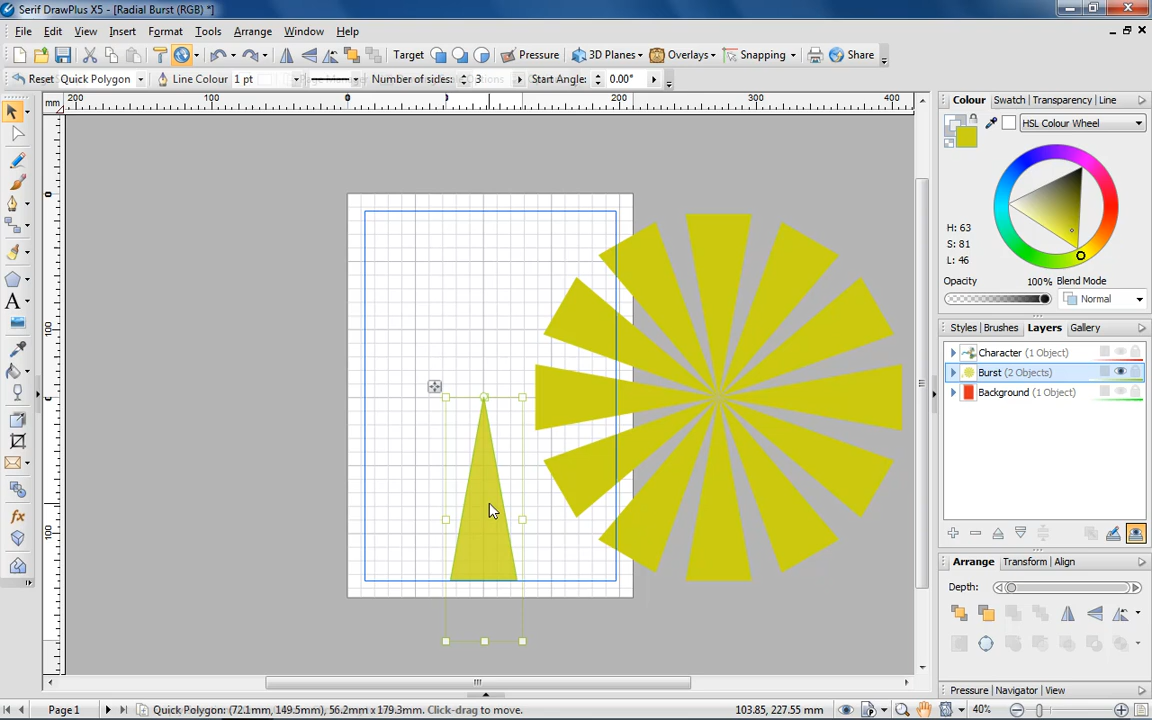 Serif DrawPlus X5 - [Radial Burst (RGB) *]
File Edit View Insert Format Tools Arrange Window Help
Target Pressure 3D Planes Overlays Snapping Share
Reset Quick Polygon Line Colour 1 pt Number of sides: 3 Start Angle: 0.00°
mm 200 100 0 200 300 400
0
100
100
Colour Swatch Transparency Line
HSL Colour Wheel
H: 63
S: 81
L: 46
Opacity 100% Blend Mode
Normal
Styles Brushes Layers Gallery
Character (1 Object)
Burst (2 Objects)
Background (1 Object)
Arrange Transform Align
Depth:
Pressure Navigator View
Page 1 Quick Polygon: (72.1mm, 149.5mm), 56.2mm x 179.3mm. Click-drag to move. 103.85, 227.55 mm 40%